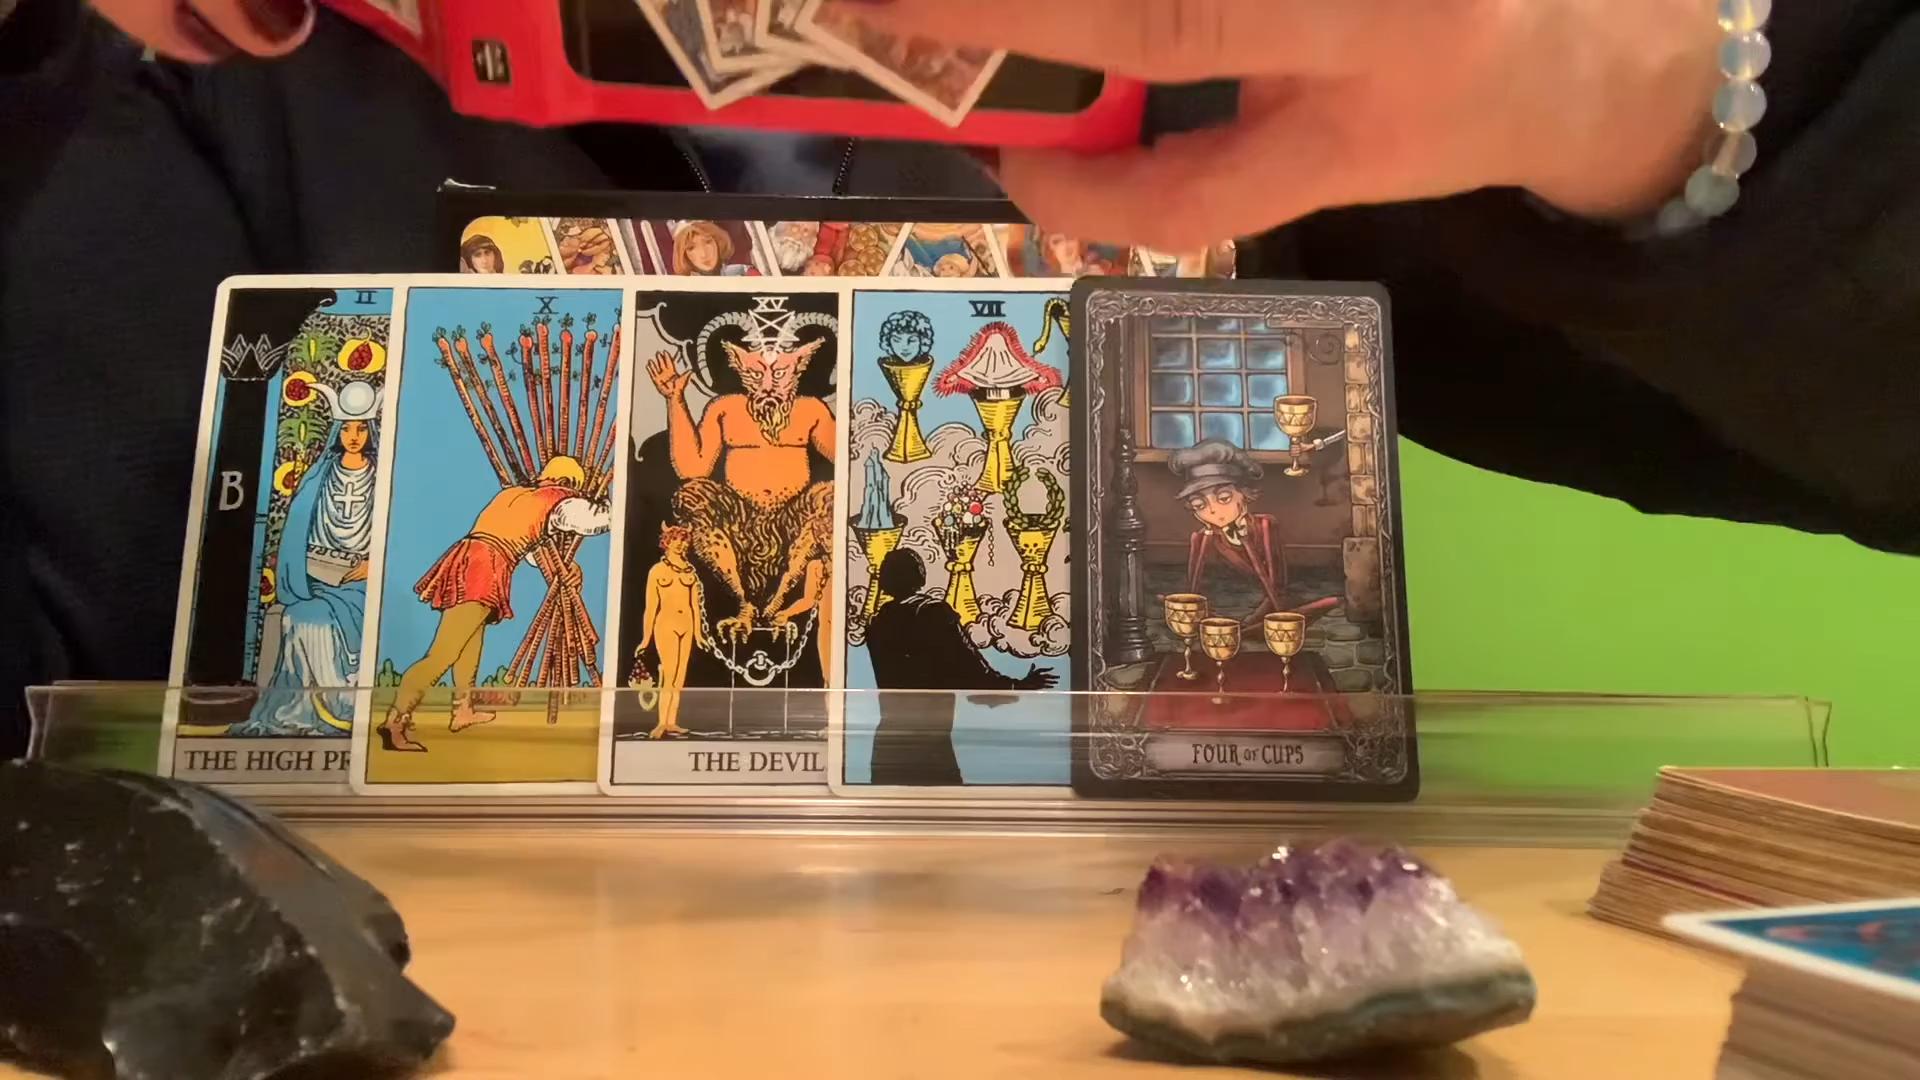 II
X
XV
VII
B
THE HIGH PR
THE DEVIL
FOUR OF CUPS